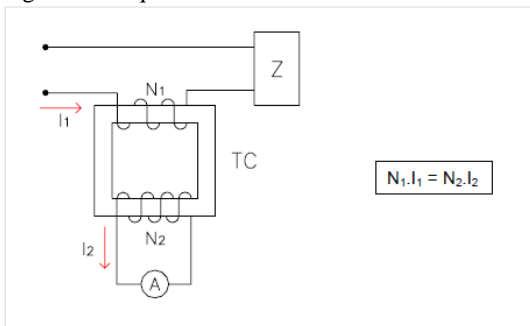 Z
N₁
I₁
TC
N₁.I₁ = N₂.I₂
N₂
I₂
A